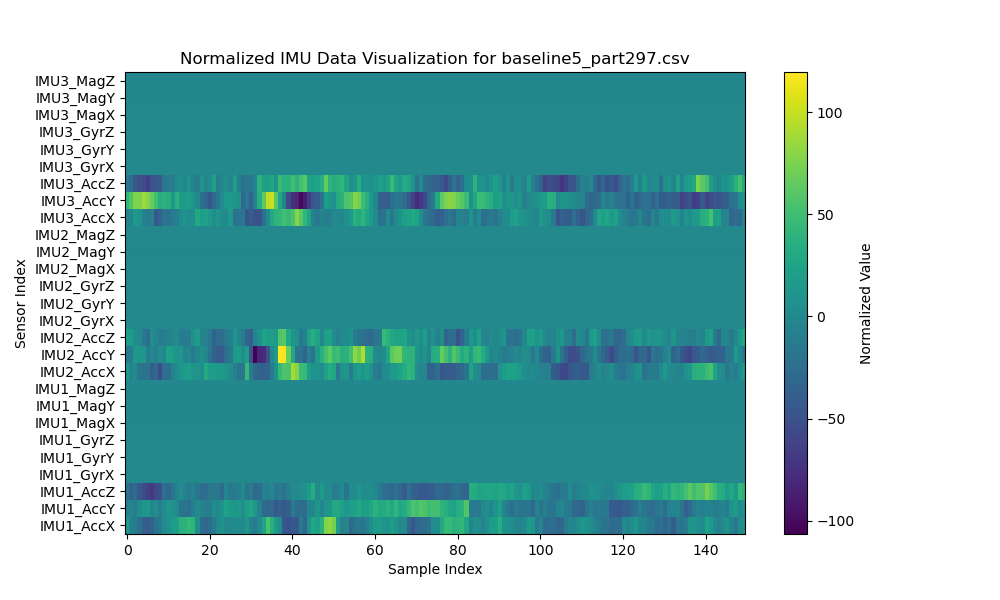 Normalized IMU Data Visualization for baseline5_part297.csv
IMU3_MagZ
IMU3_MagY
IMU3_MagX
IMU3_GyrZ
IMU3_GyrY
IMU3_GyrX
IMU3_AccZ
IMU3_AccY
IMU3_AccX
IMU2_MagZ
IMU2_MagY
IMU2_MagX
IMU2_GyrZ
IMU2_GyrY
IMU2_GyrX
IMU2_AccZ
IMU2_AccY
IMU2_AccX
IMU1_MagZ
IMU1_MagY
IMU1_MagX
IMU1_GyrZ
IMU1_GyrY
IMU1_GyrX
IMU1_AccZ
IMU1_AccY
IMU1_AccX
Sensor Index
0 20 40 60 80 100 120 140
Sample Index
100
50
0
−50
−100
Normalized Value